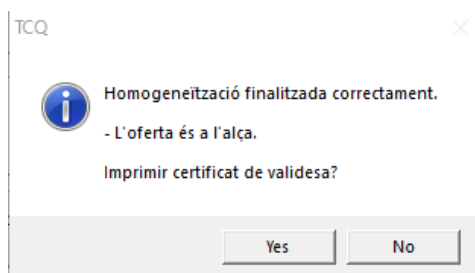 TCQ
Homogeneïtzació finalitzada correctament.
- L'oferta és a l'alça.
Imprimir certificat de validesa?
Yes
No